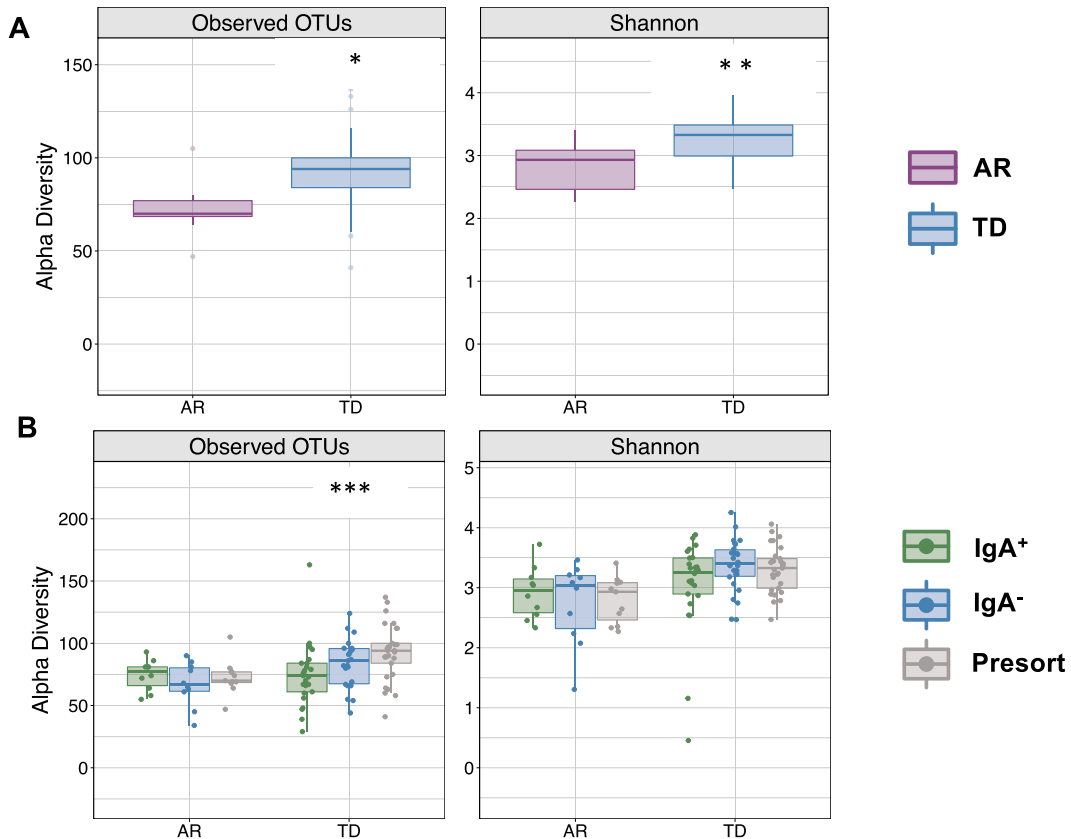 A
Observed OTUs
Shannon
Alpha Diversity
150
100
50
0
*
AR
TD
4
3
2
1
0
* *
AR
TD
AR
TD
B
Observed OTUs
Shannon
Alpha Diversity
200
150
100
50
0
***
AR
TD
5
4
3
2
1
0
AR
TD
IgA+
IgA-
Presort